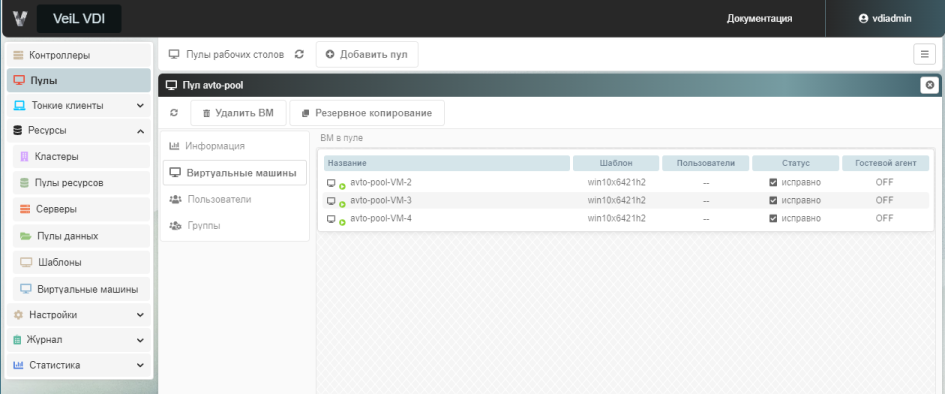 VeiL VDI
Документация
vdiadmin
Контроллеры
Пулы
Тонкие клиенты
Ресурсы
Кластеры
Пулы ресурсов
Серверы
Пулы данных
Шаблоны
Виртуальные машины
Настройки
Журнал
Статистика
Пулы рабочих столов
Добавить пул
Пул avto-pool
Удалить ВМ
Резервное копирование
Информация
Виртуальные машины
Пользователи
Группы
ВМ в пуле
Название Шаблон Пользователи Статус Гостевой агент
avto-pool-VM-2 win10x6421h2 -- исправно OFF
avto-pool-VM-3 win10x6421h2 -- исправно OFF
avto-pool-VM-4 win10x6421h2 -- исправно OFF